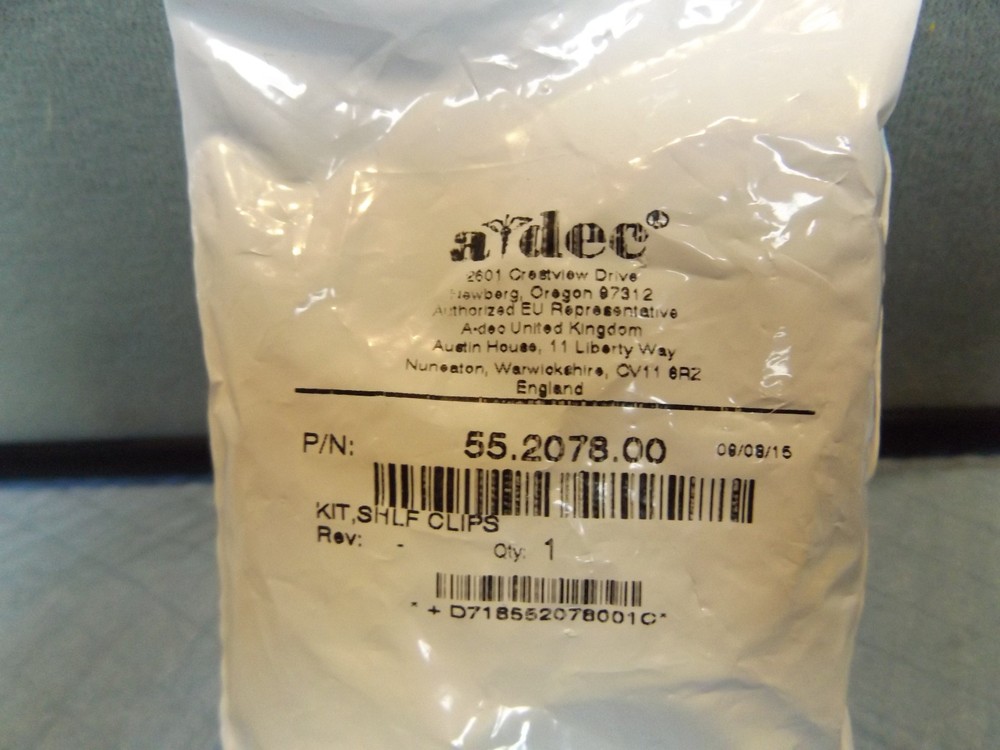 a dec®
2601 Crestview Drive
Newberg, Oregon 97312
Authorized EU Representative
A-dec United Kingdom
Austin House, 11 Liberty Way
Nuneaton, Warwickshire, CV11 6RZ
England
P/N: 55.2078.00 09/08/15
KIT,SHLF CLIPS
Rev: - Qty: 1
*+D718552078001C*